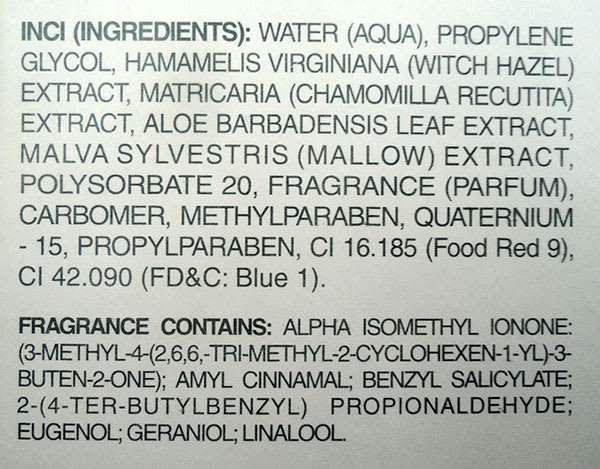 INCI (INGREDIENTS): WATER (AQUA), PROPYLENE
GLYCOL, HAMAMELIS VIRGINIANA (WITCH HAZEL)
EXTRACT, MATRICARIA (CHAMOMILLA RECUTITA)
EXTRACT, ALOE BARBADENSIS LEAF EXTRACT,
MALVA SYLVESTRIS (MALLOW) EXTRACT,
POLYSORBATE 20, FRAGRANCE (PARFUM),
CARBOMER, METHYLPARABEN, QUATERNIUM
- 15, PROPYLPARABEN, CI 16.185 (Food Red 9),
CI 42.090 (FD&C: Blue 1).
FRAGRANCE CONTAINS: ALPHA ISOMETHYL IONONE:
(3-METHYL-4-(2,6,6,-TRI-METHYL-2-CYCLOHEXEN-1-YL)-3-
BUTEN-2-ONE); AMYL CINNAMAL; BENZYL SALICYLATE;
2-(4-TER-BUTYLBENZYL) PROPIONALDEHYDE;
EUGENOL; GERANIOL; LINALOOL.